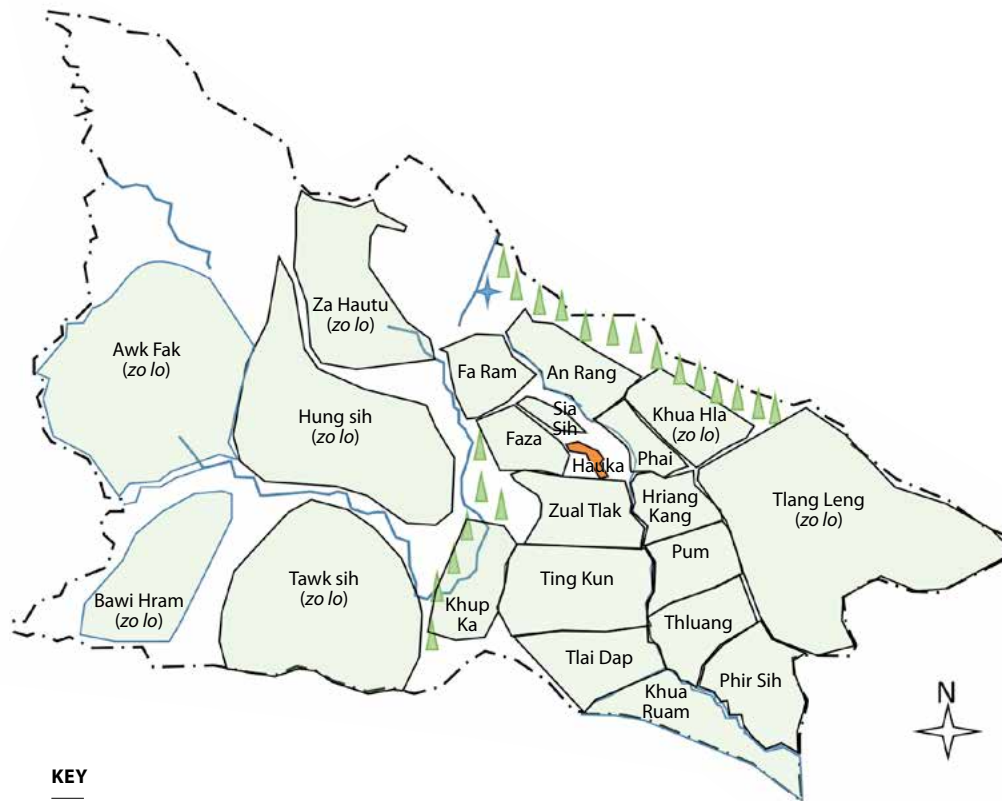 Za Hautu
(zo lo)
Awk Fak
(zo lo)
Fa Ram
An Rang
Hung sih
(zo lo)
Sia
Sih
Khua Hla
(zo lo)
Faza
Phai
Hauka
Tlang Leng
(zo lo)
Zual Tlak
Hriang
Kang
Pum
Tawk sih
(zo lo)
Ting Kun
Bawi Hram
(zo lo)
Khup
Ka
Thluang
Tlai Dap
Phir Sih
Khua
Ruam
N
KEY